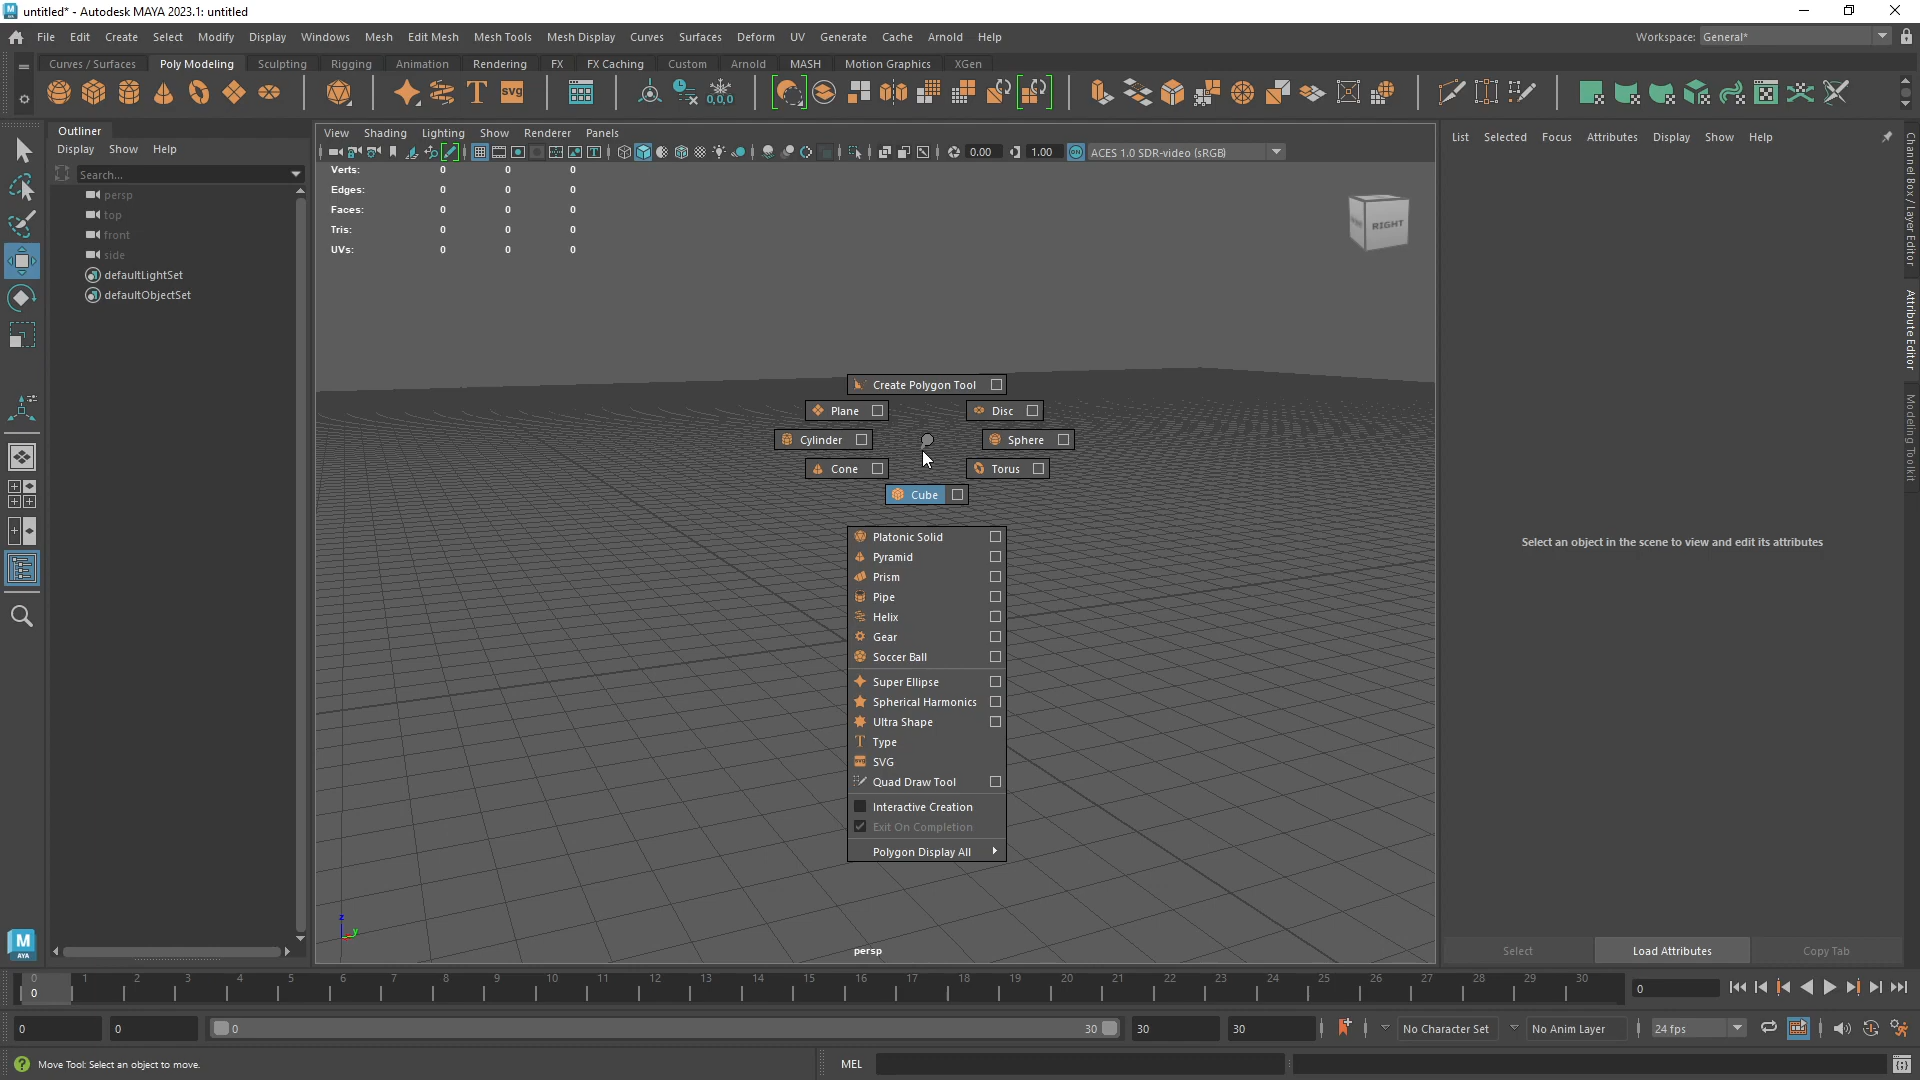 untitled* - Autodesk MAYA 2023.1: untitled
File Edit Create Select Modify Display Windows Mesh Edit Mesh Mesh Tools Mesh Display Curves Surfaces Deform UV Generate Cache Arnold Help
Workspace: General*
Curves / Surfaces Poly Modeling Sculpting Rigging Animation Rendering FX FX Caching Custom Arnold MASH Motion Graphics XGen
T SVG 0,0,0
Outliner
Display Show Help
Search...
persp
top
front
side
defaultLightSet
defaultObjectSet
View Shading Lighting Show Renderer Panels
0.00 1.00 ON ACES 1.0 SDR-video (sRGB)
Verts: 0 0 0
Edges: 0 0 0
Faces: 0 0 0
Tris: 0 0 0
UVs: 0 0 0
RIGHT
Create Polygon Tool
Plane Disc
Cylinder Sphere
Cone Torus
Cube
Platonic Solid
Pyramid
Prism
Pipe
Helix
Gear
Soccer Ball
Super Ellipse
Spherical Harmonics
Ultra Shape
Type
SVG
Quad Draw Tool
Interactive Creation
Exit On Completion
Polygon Display All
z
y
persp
List Selected Focus Attributes Display Show Help
Select an object in the scene to view and edit its attributes
Select Load Attributes Copy Tab
Channel Box / Layer Editor
Attribute Editor
Modeling Toolkit
M
AYA
0 1 2 3 4 5 6 7 8 9 10 11 12 13 14 15 16 17 18 19 20 21 22 23 24 25 26 27 28 29 30
0 0
0 0 0 30 30 30 No Character Set No Anim Layer 24 fps
Move Tool: Select an object to move. MEL